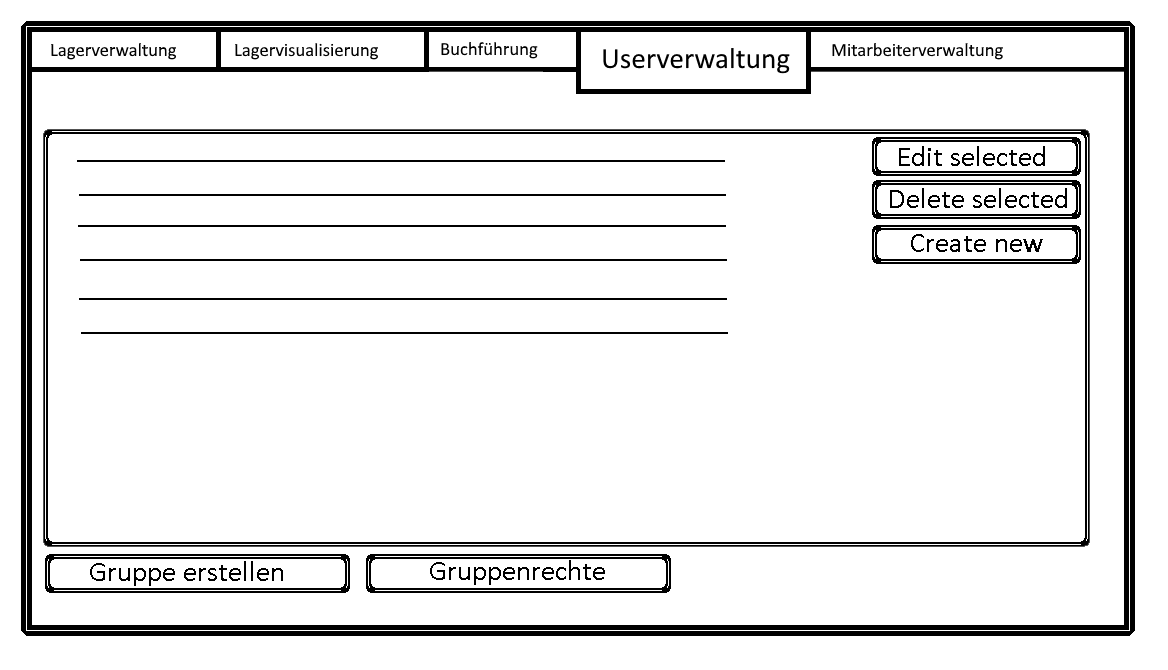 Lagerverwaltung
Lagervisualisierung
Buchführung
Userverwaltung
Mitarbeiterverwaltung
Edit selected
Delete selected
Create new
Gruppe erstellen
Gruppenrechte